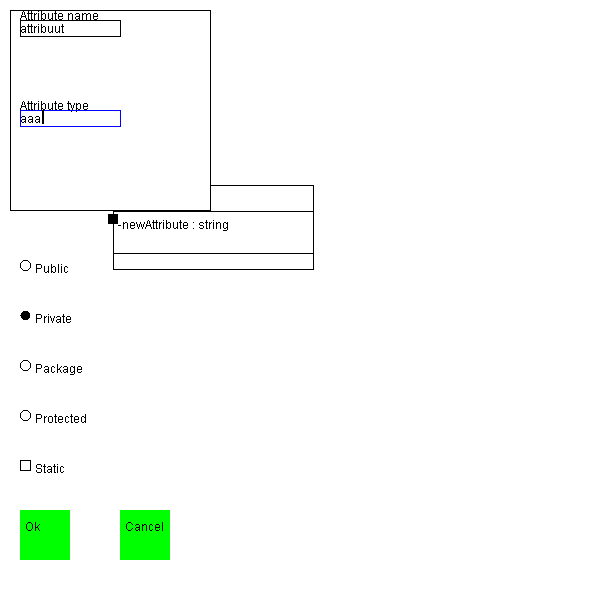 Attribute name
attribuut
Attribute type
aaa
-newAttribute : string
Public
Private
Package
Protected
Static
Ok
Cancel